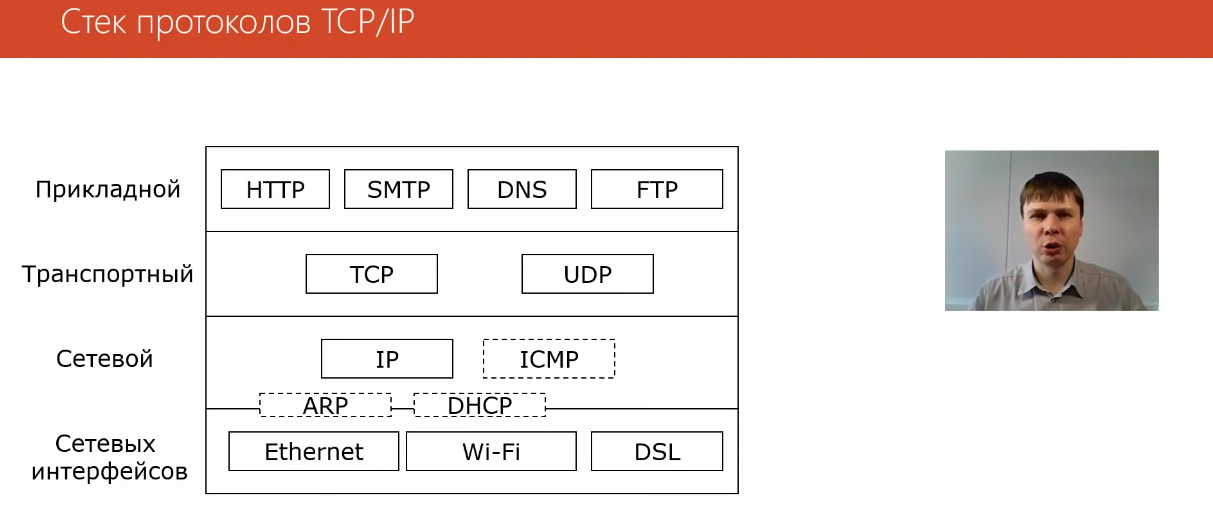 Стек протоколов TCP/IP
Прикладной
HTTP SMTP DNS FTP
Транспортный
TCP UDP
Сетевой
IP ICMP
ARP DHCP
Сетевых
интерфейсов
Ethernet Wi-Fi DSL